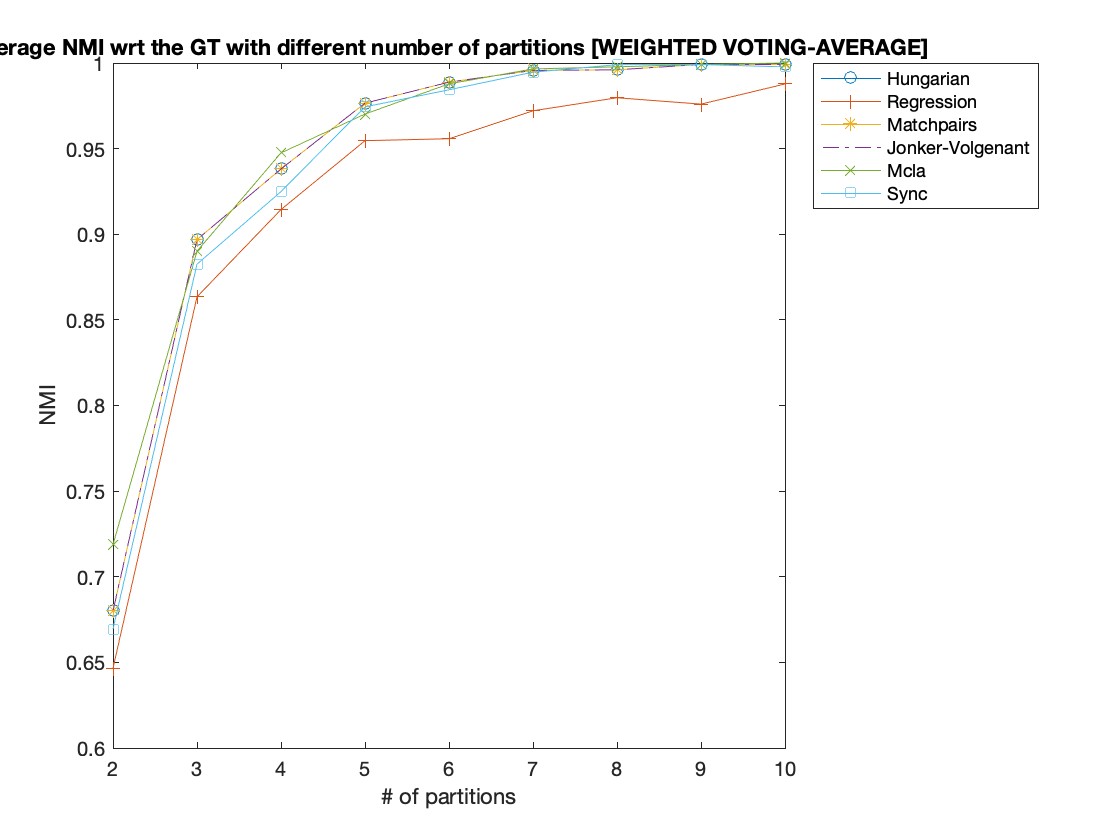 erage NMI wrt the GT with different number of partitions [WEIGHTED VOTING-AVERAGE]
1
0.95
0.9
0.85
0.8
0.75
0.7
0.65
0.6
NMI
2 3 4 5 6 7 8 9 10
# of partitions
Hungarian
Regression
Matchpairs
Jonker-Volgenant
Mcla
Sync